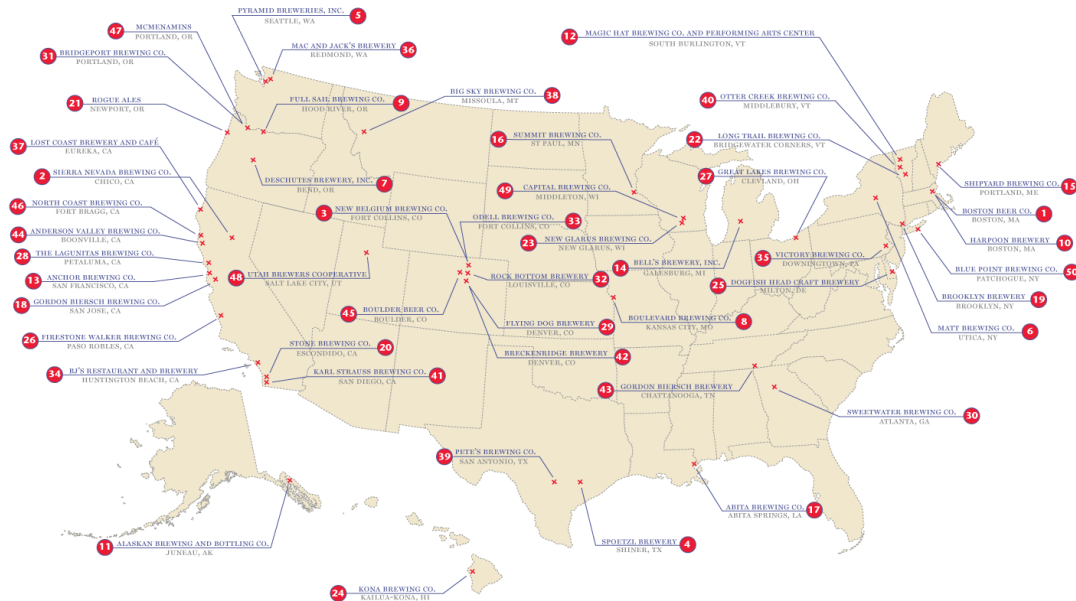 PYRAMID BREWERIES, INC. 5
SEATTLE, WA
47 MCMENAMINS
PORTLAND, OR
MAC AND JACK'S BREWERY 36
REDMOND, WA
31 BRIDGEPORT BREWING CO.
PORTLAND, OR
21 ROGUE ALES
NEWPORT, OR
FULL SAIL BREWING CO. 9
HOOD RIVER, OR
BIG SKY BREWING CO. 38
MISSOULA, MT
37 LOST COAST BREWERY AND CAFÉ
EUREKA, CA
2 SIERRA NEVADA BREWING CO.
CHICO, CA
DESCHUTES BREWERY, INC. 7
BEND, OR
46 NORTH COAST BREWING CO.
FORT BRAGG, CA
44 ANDERSON VALLEY BREWING CO.
BOONVILLE, CA
28 THE LAGUNITAS BREWING CO.
PETALUMA, CA
13 ANCHOR BREWING CO.
SAN FRANCISCO, CA
18 GORDON BIERSCH BREWING CO.
SAN JOSE, CA
26 FIRESTONE WALKER BREWING CO.
PASO ROBLES, CA
34 BJ'S RESTAURANT AND BREWERY
HUNTINGTON BEACH, CA
STONE BREWING CO. 20
ESCONDIDO, CA
KARL STRAUSS BREWING CO. 41
SAN DIEGO, CA
3 NEW BELGIUM BREWING CO.
FORT COLLINS, CO
ODELL BREWING CO. 33
FORT COLLINS, CO
48 UTAH BREWERS COOPERATIVE
SALT LAKE CITY, UT
ROCK BOTTOM BREWERY 32
LOUISVILLE, CO
45 BOULDER BEER CO.
BOULDER, CO
FLYING DOG BREWERY 29
DENVER, CO
BRECKENRIDGE BREWERY 42
DENVER, CO
12 MAGIC HAT BREWING CO. AND PERFORMING ARTS CENTER
SOUTH BURLINGTON, VT
40 OTTER CREEK BREWING CO.
MIDDLEBURY, VT
16 SUMMIT BREWING CO.
ST PAUL, MN
22 LONG TRAIL BREWING CO.
BRIDGEWATER CORNERS, VT
49 CAPITAL BREWING CO.
MIDDLETON, WI
27 GREAT LAKES BREWING CO.
CLEVLAND, OH
SHIPYARD BREWING CO. 15
PORTLAND, ME
BOSTON BEER CO. 1
BOSTON, MA
23 NEW GLARUS BREWING CO.
NEW GLARUS, WI
HARPOON BREWERY 10
BOSTON, MA
14 BELL'S BREWERY, INC.
GALESBURG, MI
35 VICTORY BREWING CO.
DOWNINGTOWN, PA
BLUE POINT BREWING CO. 50
PATCHOGUE, NY
25 DOGFISH HEAD CRAFT BREWERY
MILTON, DE
BROOKLYN BREWERY 19
BROOKLYN, NY
BOULEVARD BREWING CO. 8
KANSAS CITY, MO
MATT BREWING CO. 6
UTICA, NY
43 GORDON BIERSCH BREWERY
CHATTANOOGA, TN
SWEETWATER BREWING CO. 30
ATLANTA, GA
39 PETE'S BREWING CO.
SAN ANTONIO, TX
ABITA BREWING CO. 17
ABITA SPRINGS, LA
11 ALASKAN BREWING AND BOTTLING CO.
JUNEAU, AK
SPOETZL BREWERY 4
SHINER, TX
24 KONA BREWING CO.
KAILUA-KONA, HI